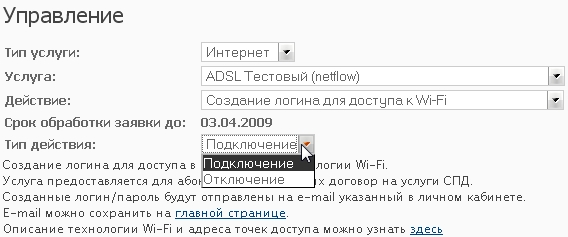 Управление
Тип услуги: Интернет
Услуга: ADSL Тестовый (netflow)
Действие: Создание логина для доступа к Wi-Fi
Срок обработки заявки до: 03.04.2009
Тип действия: Подключение
Подключение
Отключение
Создание логина для доступа в логии Wi-Fi.
Услуга предоставляется для або х договор на услуги СПД.
Созданные логин/пароль будут отправлены на e-mail указанный в личном кабинете.
E-mail можно сохранить на главной странице.
Описание технологии Wi-Fi и адреса точек доступа можно узнать здесь